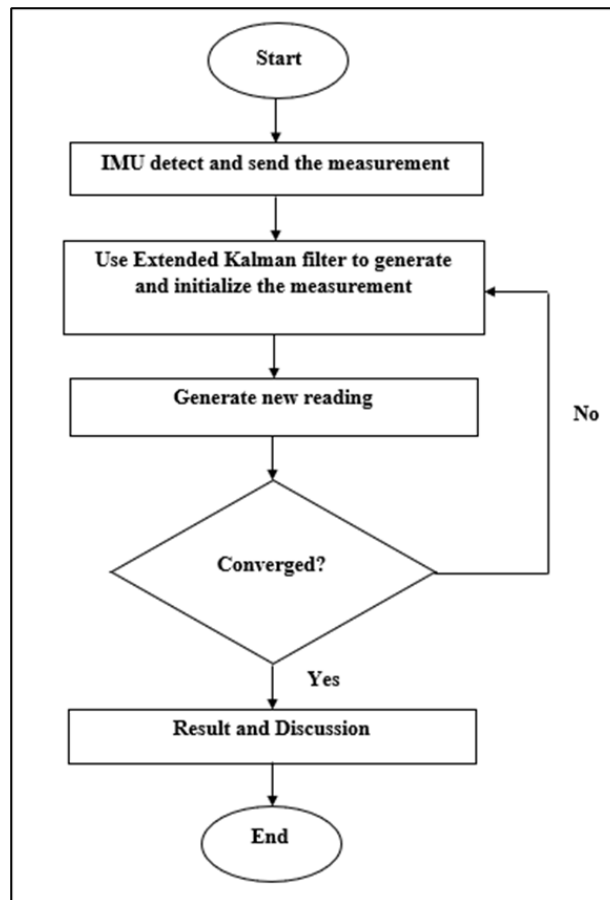 Start
IMU detect and send the measurement
Use Extended Kalman filter to generate
and initialize the measurement
Generate new reading
No
Converged?
Yes
Result and Discussion
End